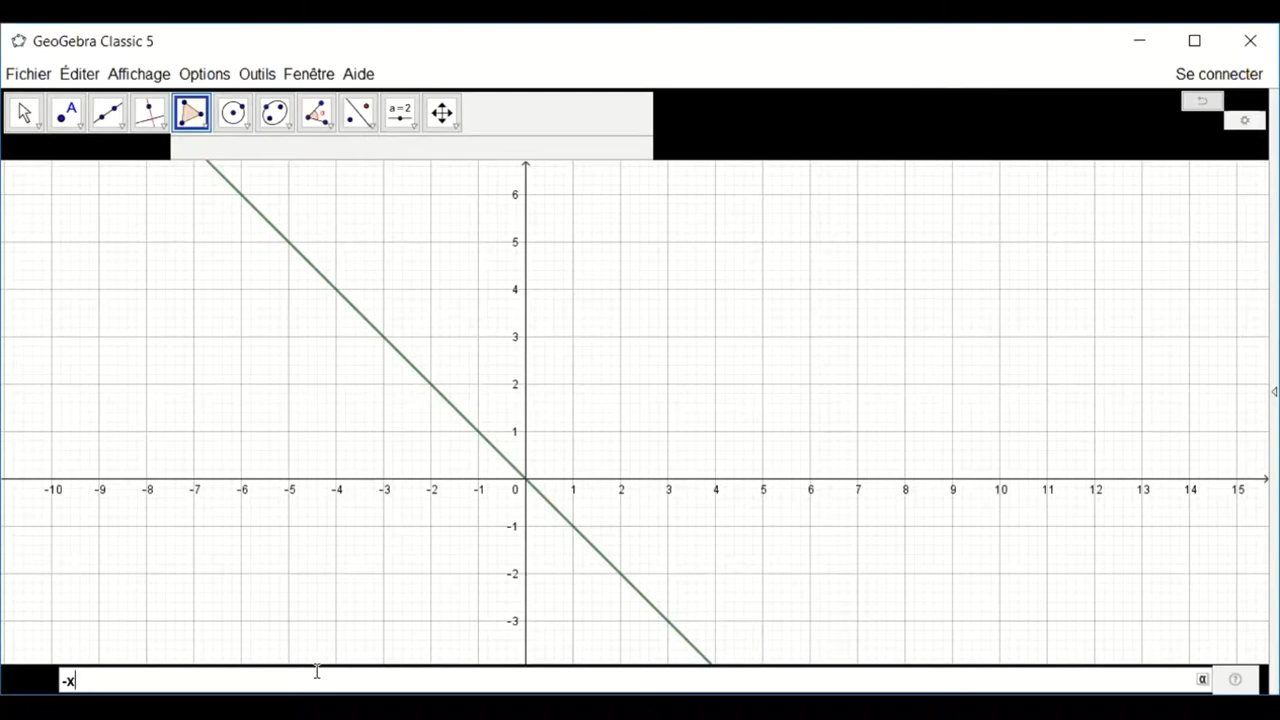 GeoGebra Classic 5
Fichier Éditer Affichage Options Outils Fenêtre Aide Se connecter
A α a=2
6
5
4
3
2
1
-10 -9 -8 -7 -6 -5 -4 -3 -2 -1 0 1 2 3 4 5 6 7 8 9 10 11 12 13 14 15
-1
-2
-3
-x α ?